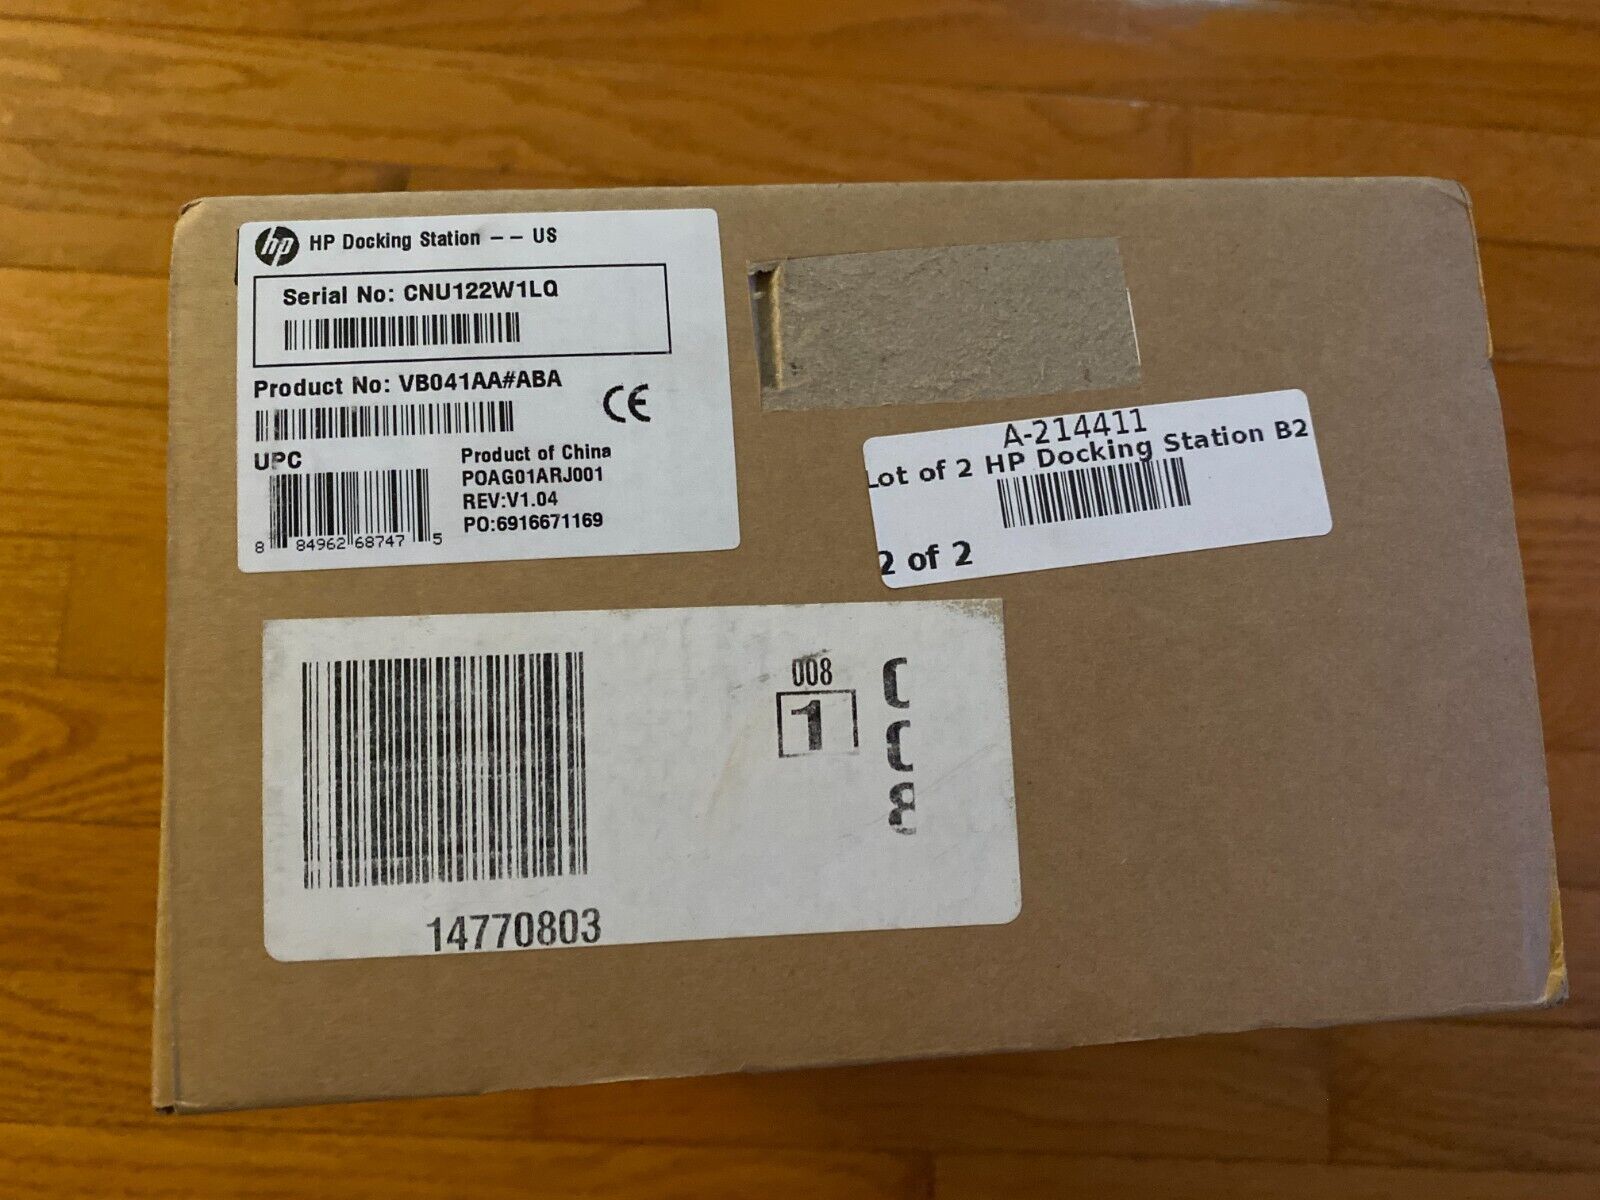 hp HP Docking Station -- US
Serial No: CNU122W1LQ
Product No: VB041AA#ABA
CE
UPC
Product of China
POAG01ARJ001
REV:V1.04
PO:6916671169
8 84962 68747 5
A-214411
Lot of 2 HP Docking Station B2
2 of 2
008
1
14770803